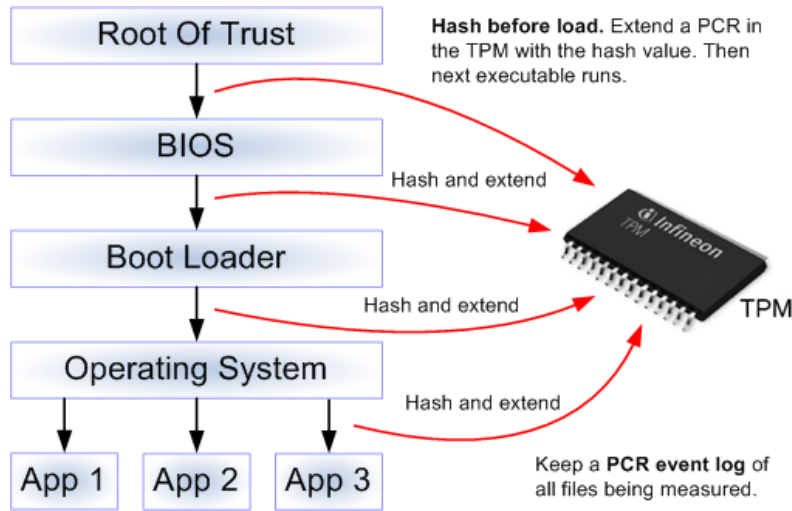 Root Of Trust
Hash before load. Extend a PCR in
the TPM with the hash value. Then
next executable runs.
BIOS
Hash and extend
Infineon
TPM
Boot Loader
Hash and extend
TPM
Operating System
Hash and extend
App 1
App 2
App 3
Keep a PCR event log of
all files being measured.